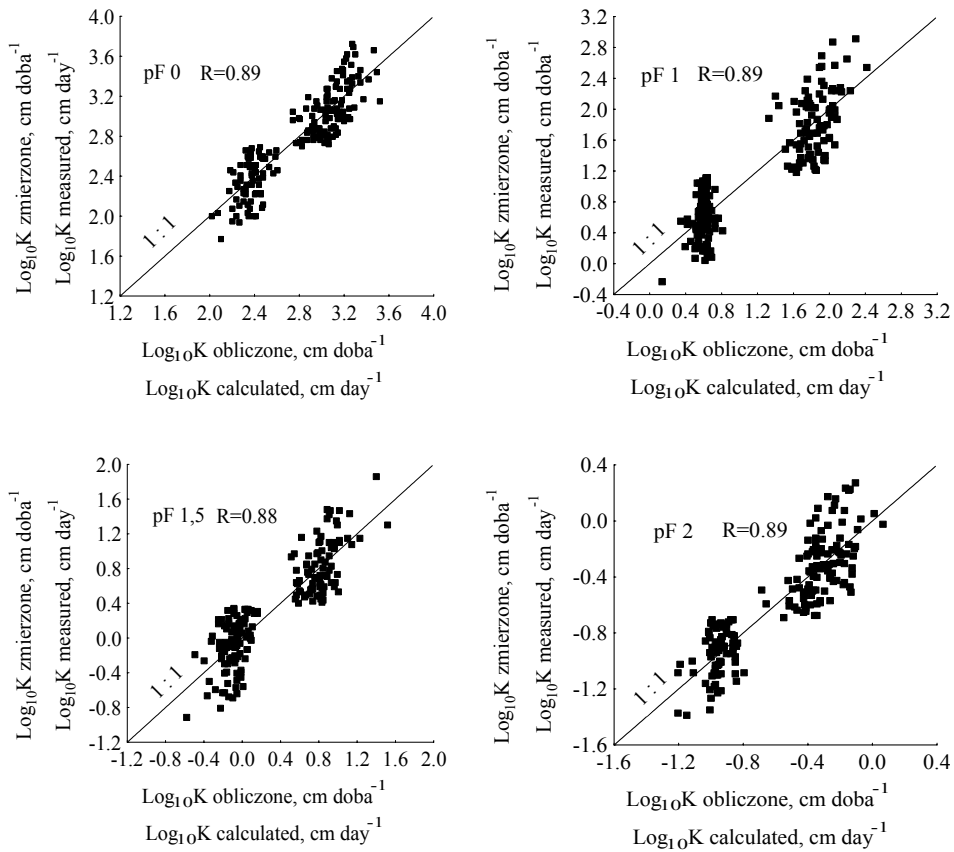 4.0
3.6
3.2
2.8
2.4
2.0
1.6
1.2
Log₁₀K zmierzone, cm doba⁻¹
Log₁₀K measured, cm day⁻¹
pF 0 R=0.89
1 : 1
1.2 1.6 2.0 2.4 2.8 3.2 3.6 4.0
Log₁₀K obliczone, cm doba⁻¹
Log₁₀K calculated, cm day⁻¹
3.2
2.8
2.4
2.0
1.6
1.2
0.8
0.4
0.0
-0.4
Log₁₀K zmierzone, cm doba⁻¹
Log₁₀K measured, cm doba⁻¹
pF 1 R=0.89
1 : 1
-0.4 0.0 0.4 0.8 1.2 1.6 2.0 2.4 2.8 3.2
Log₁₀K obliczone, cm doba⁻¹
Log₁₀K calculated, cm day⁻¹
2.0
1.6
1.2
0.8
0.4
0.0
-0.4
-0.8
-1.2
Log₁₀K zmierzone, cm doba⁻¹
Log₁₀K measured, cm day⁻¹
pF 1,5 R=0.88
1 : 1
-1.2 -0.8 -0.4 0.0 0.4 0.8 1.2 1.6 2.0
Log₁₀K obliczone, cm doba⁻¹
Log₁₀K calculated, cm day⁻¹
0.4
0.0
-0.4
-0.8
-1.2
-1.6
Log₁₀K zmierzone, cm doba⁻¹
Log₁₀K measured, cm day⁻¹
pF 2 R=0.89
1 : 1
-1.6 -1.2 -0.8 -0.4 0.0 0.4
Log₁₀K obliczone, cm doba⁻¹
Log₁₀K calculated, cm day⁻¹